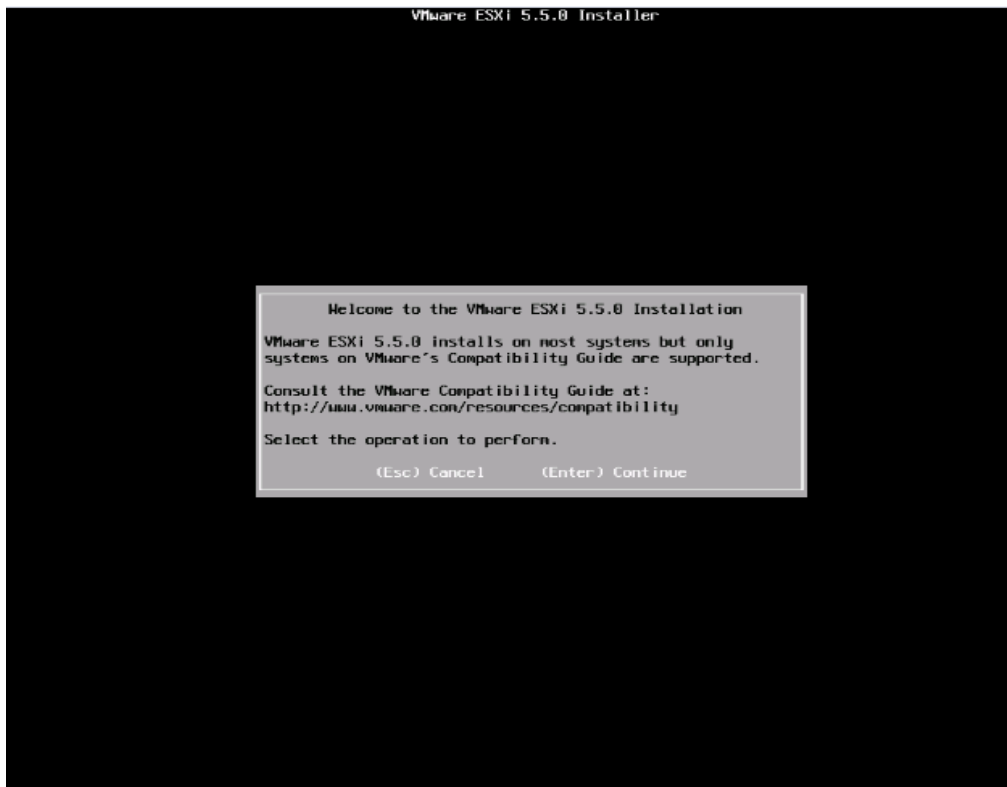 VMware ESXi 5.5.0 Installer
Welcome to the VMware ESXi 5.5.0 Installation
VMware ESXi 5.5.0 installs on most systems but only
systems on VMware's Compatibility Guide are supported.
Consult the VMware Compatibility Guide at:
http://www.vmware.com/resources/compatibility
Select the operation to perform.
(Esc) Cancel (Enter) Continue